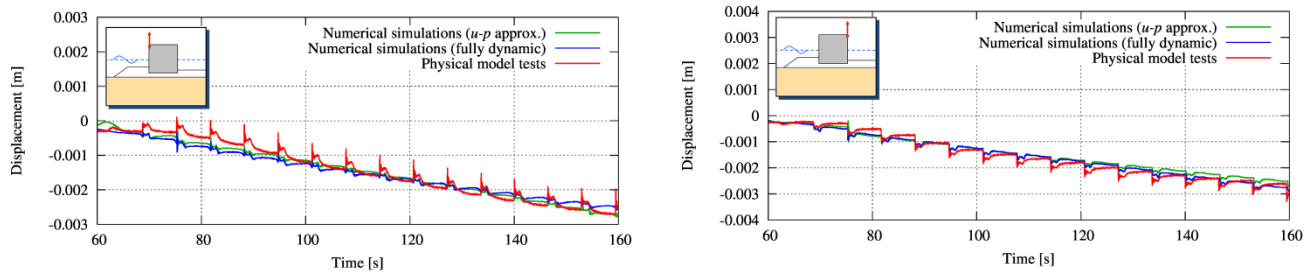 0.003
0.002
0.001
0
-0.001
-0.002
-0.003
60 80 100 120 140 160
Displacement [m]
Time [s]
Numerical simulations (u-p approx.)
Numerical simulations (fully dynamic)
Physical model tests
0.004
0.003
0.002
0.001
0
-0.001
-0.002
-0.003
-0.004
60 80 100 120 140 160
Displacement [m]
Time [s]
Numerical simulations (u-p approx.)
Numerical simulations (fully dynamic)
Physical model tests